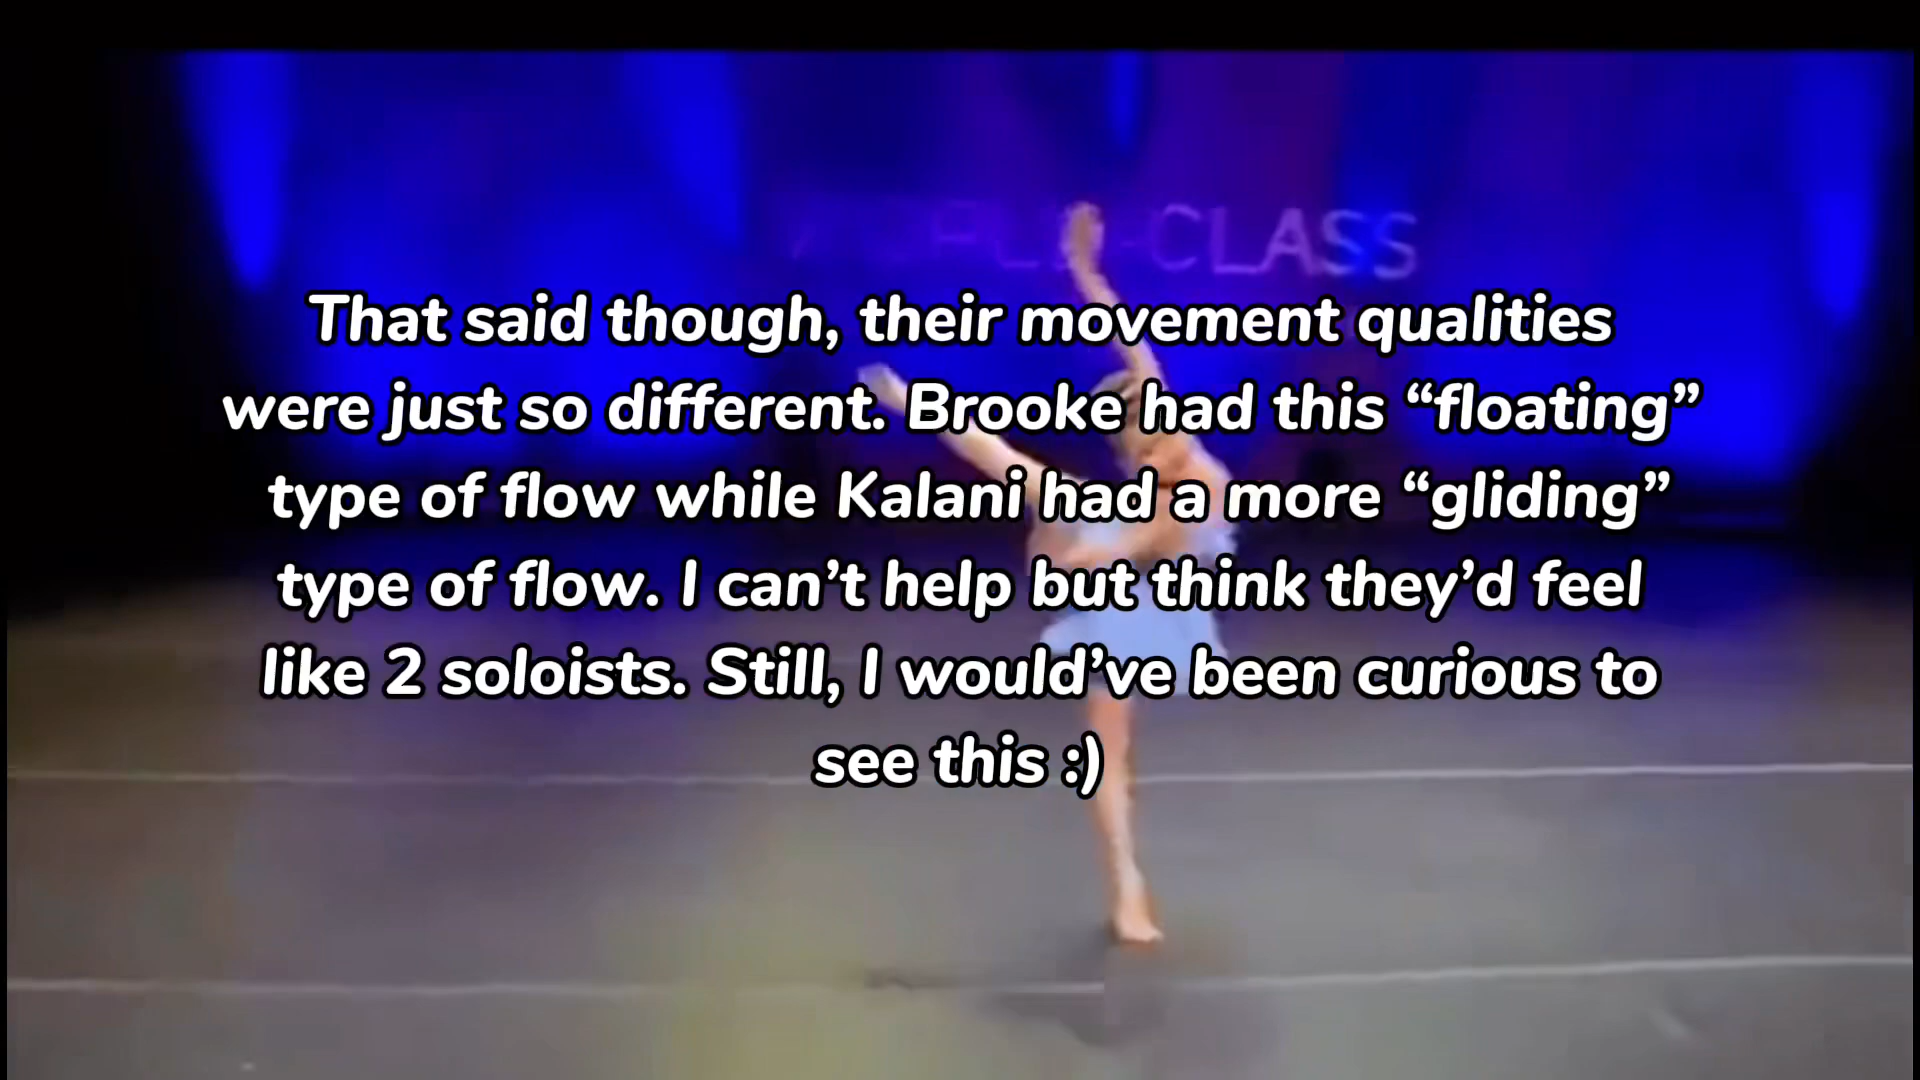 WORLD-CLASS
That said though, their movement qualities
were just so different. Brooke had this “floating”
type of flow while Kalani had a more “gliding”
type of flow. I can’t help but think they’d feel
like 2 soloists. Still, I would’ve been curious to
see this :)